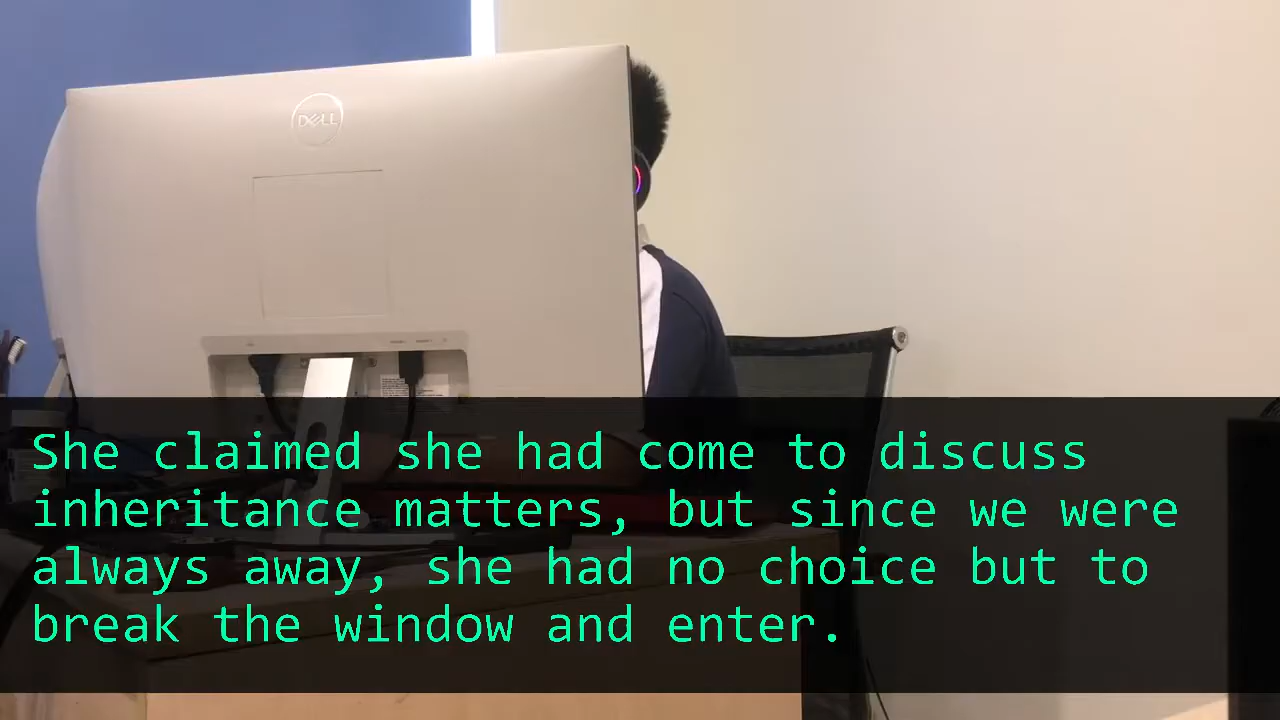 DELL
She claimed she had come to discuss
inheritance matters, but since we were
always away, she had no choice but to
break the window and enter.